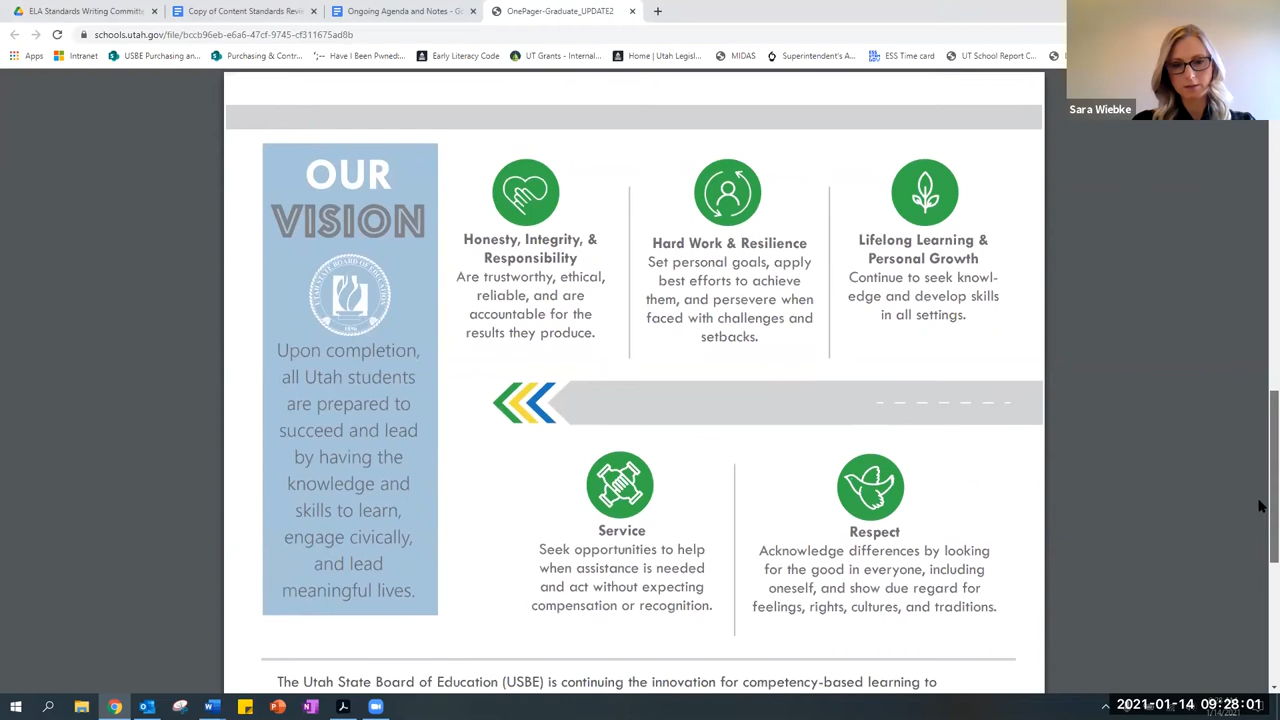 ELA Standards Writing Committ
Copy of Content Standards Revi
Ongoing Agenda and Notes - Go
OnePager-Graduate_UPDATE2
schools.utah.gov/file/bccb96eb-e6a6-47cf-9745-cf311675ad8b
Apps
Intranet
USBE Purchasing an...
Purchasing & Contr...
Have I Been Pwned:...
Early Literacy Code
UT Grants - Internal...
Home | Utah Legisl...
MIDAS
Superintendent's A...
ESS Time card
UT School Report C...
Sara Wiebke
OUR
VISION
UTAH STATE BOARD OF EDUCATION
1896
Upon completion,
all Utah students
are prepared to
succeed and lead
by having the
knowledge and
skills to learn,
engage civically,
and lead
meaningful lives.
Honesty, Integrity, &
Responsibility
Are trustworthy, ethical,
reliable, and are
accountable for the
results they produce.
Hard Work & Resilience
Set personal goals, apply
best efforts to achieve
them, and persevere when
faced with challenges and
setbacks.
Lifelong Learning &
Personal Growth
Continue to seek knowl-
edge and develop skills
in all settings.
Service
Seek opportunities to help
when assistance is needed
and act without expecting
compensation or recognition.
Respect
Acknowledge differences by looking
for the good in everyone, including
oneself, and show due regard for
feelings, rights, cultures, and traditions.
The Utah State Board of Education (USBE) is continuing the innovation for competency-based learning to
2021-01-14 09:28:01